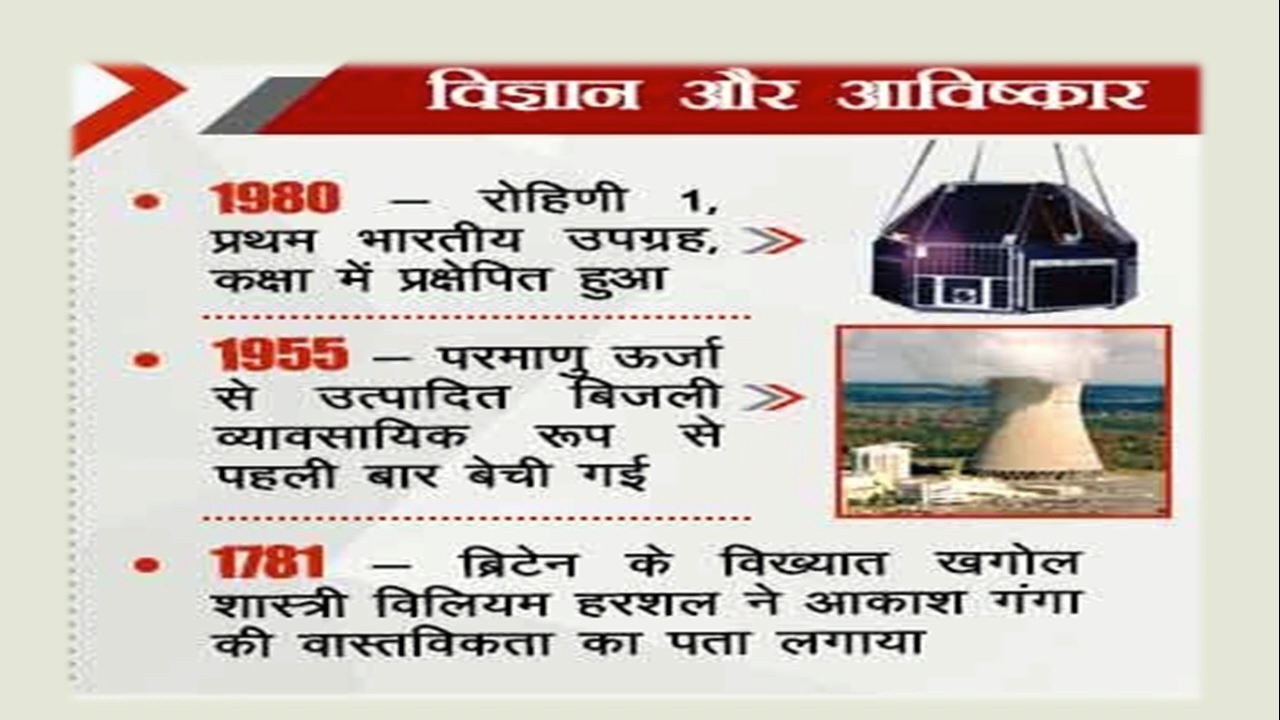 विज्ञान और आविष्कार
1980 – रोहिणी 1,
प्रथम भारतीय उपग्रह,
कक्षा में प्रक्षेपित हुआ
1955 – परमाणु ऊर्जा
से उत्पादित बिजली
व्यावसायिक रूप से
पहली बार बेची गई
1781 – ब्रिटेन के विख्यात खगोल
शास्त्री विलियम हरशल ने आकाश गंगा
की वास्तविकता का पता लगाया